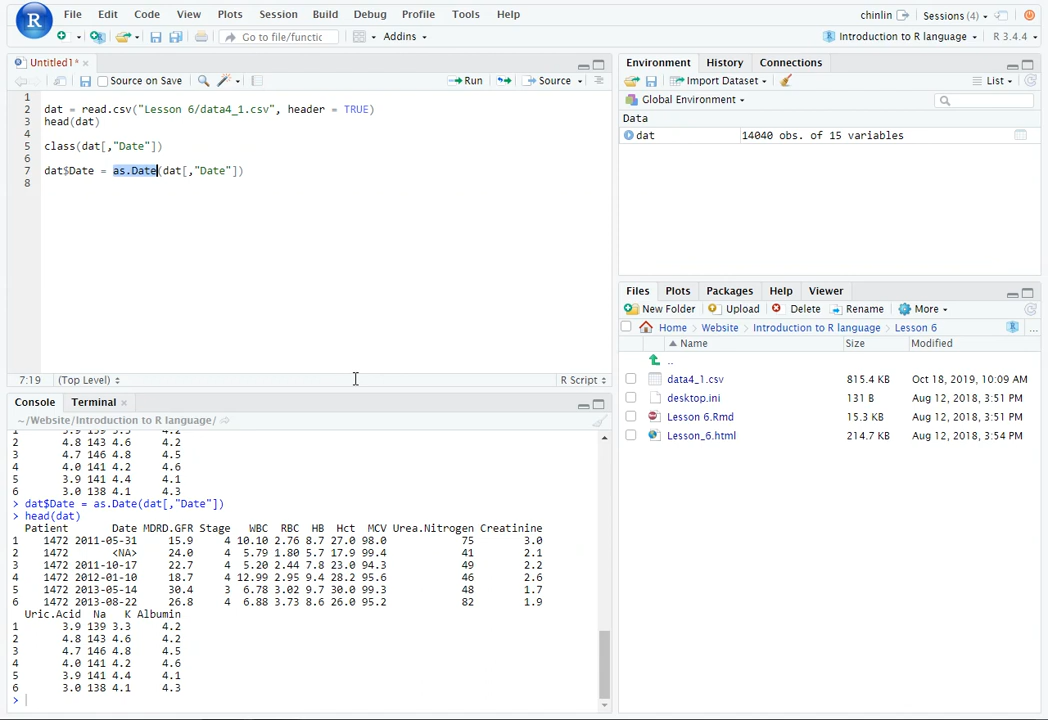 File Edit Code View Plots Session Build Debug Profile Tools Help
chinlin Sessions (4)
Go to file/functic Addins
Introduction to R language R 3.4.4
Untitled1*
Source on Save Run Source
1
2 dat = read.csv("Lesson 6/data4_1.csv", header = TRUE)
3 head(dat)
4
5 class(dat[,"Date"])
6
7 dat$Date = as.Date(dat[,"Date"])
8
7:19 (Top Level) R Script
Console Terminal
~/Website/Introduction to R language/
2 4.8 143 4.6 4.2
3 4.7 146 4.8 4.5
4 4.0 141 4.2 4.6
5 3.9 141 4.4 4.1
6 3.0 138 4.1 4.3
> dat$Date = as.Date(dat[,"Date"])
> head(dat)
Patient Date MDRD.GFR Stage WBC RBC HB Hct MCV Urea.Nitrogen Creatinine
1 1472 2011-05-31 15.9 4 10.10 2.76 8.7 27.0 98.0 75 3.0
2 1472 <NA> 24.0 4 5.79 1.80 5.7 17.9 99.4 41 2.1
3 1472 2011-10-17 22.7 4 5.20 2.44 7.8 23.0 94.3 49 2.2
4 1472 2012-01-10 18.7 4 12.99 2.95 9.4 28.2 95.6 46 2.6
5 1472 2013-05-14 30.4 3 6.78 3.02 9.7 30.0 99.3 48 1.7
6 1472 2013-08-22 26.8 4 6.88 3.73 8.6 26.0 95.2 82 1.9
Uric.Acid Na K Albumin
1 3.9 139 3.3 4.2
2 4.8 143 4.6 4.2
3 4.7 146 4.8 4.5
4 4.0 141 4.2 4.6
5 3.9 141 4.4 4.1
6 3.0 138 4.1 4.3
>
Environment History Connections
Import Dataset List
Global Environment
Data
dat 14040 obs. of 15 variables
Files Plots Packages Help Viewer
New Folder Upload Delete Rename More
Home Website Introduction to R language Lesson 6 ...
Name Size Modified
..
data4_1.csv 815.4 KB Oct 18, 2019, 10:09 AM
desktop.ini 131 B Aug 12, 2018, 3:51 PM
Lesson 6.Rmd 15.3 KB Aug 12, 2018, 3:51 PM
Lesson_6.html 214.7 KB Aug 12, 2018, 3:54 PM